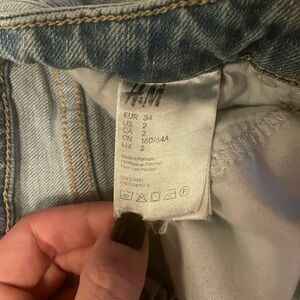 H&M
EUR 34
US 2
CA 2
CN 160/64A
MX 2
Made in Pakistan